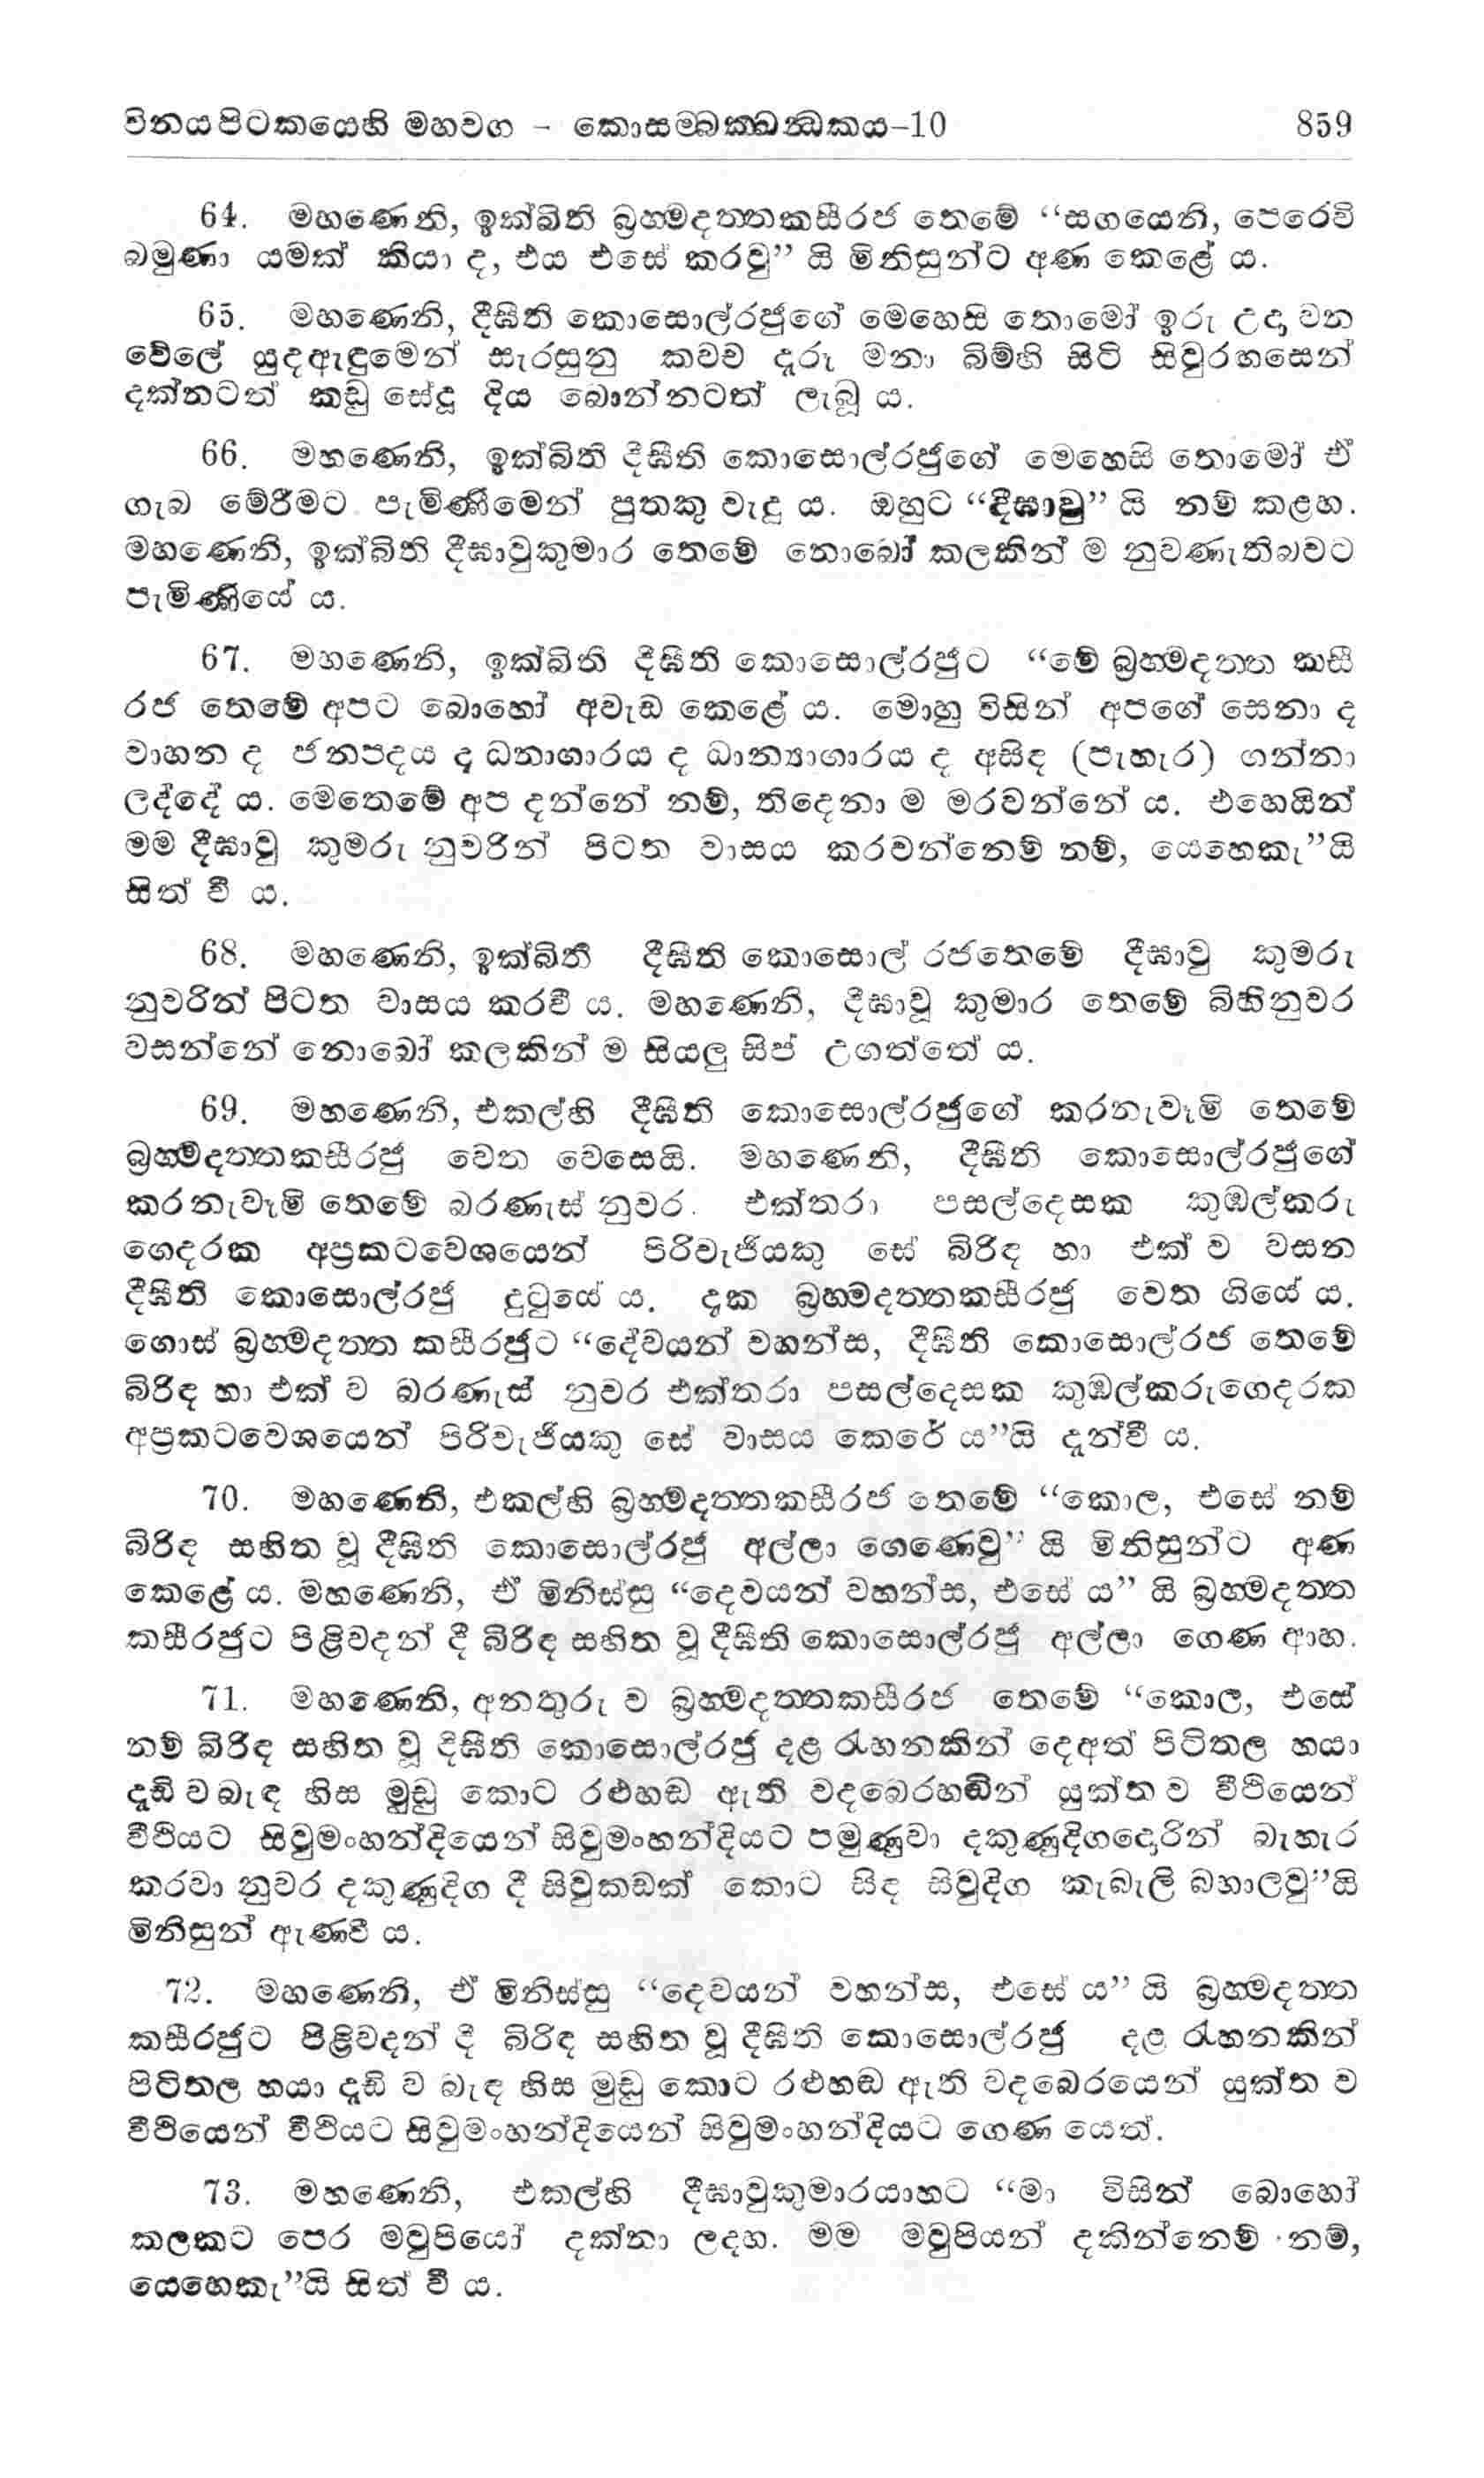 විනයපිටකයෙහි මහවග - කොසම්බක්ඛන්ධකය-10 859
64. මහණෙනි, ඉක්බිති බ්‍රහ්මදත්තකසීරජ තෙමේ “සගයෙනි, පෙරෙවි
බමුණා යමක් කියා ද, එය එසේ කරවු” යි මිනිසුන්ට අණ කෙළේ ය.
65. මහණෙනි, දීඝීති කොසොල්රජුගේ මෙහෙසි තොමෝ ඉරු උදා වන
වේලේ යුදඇඳුමෙන් සැරසුනු කවච දැරූ මනා බිම්හි සිටි සිවුරඟසෙන්
දක්නටත් කඩු සේදූ දිය බොන්නටත් ලැබූ ය.
66. මහණෙනි, ඉක්බිති දීඝීති කොසොල්රජුගේ මෙහෙසි තොමෝ ඒ
ගැබ මේරීමට පැමිණීමෙන් පුතකු වැදූ ය. ඔහුට “දීඝාවු” යි නම් කළහ.
මහණෙනි, ඉක්බිති දීඝාවුකුමාර තෙමේ නොබෝ කලකින් ම නුවණැතිබවට
පැමිණියේ ය.
67. මහණෙනි, ඉක්බිති දීඝීති කොසොල්රජුට “මේ බ්‍රහ්මදත්ත කසී
රජ තෙමේ අපට බොහෝ අවැඩ කෙළේ ය. මොහු විසින් අපගේ සෙනා ද
වාහන ද ජනපදය ද ධනාගාරය ද ධාන්‍යාගාරය ද අසිඳ (පැහැර) ගන්නා
ලද්දේ ය. මෙතෙමේ අප දන්නේ නම්, තිදෙනා ම මරවන්නේ ය. එහෙයින්
මම දීඝාවු කුමරු නුවරින් පිටත වාසය කරවන්නෙම් නම්, යෙහෙකැ”යි
සිත් වී ය.
68. මහණෙනි, ඉක්බිති දීඝීති කොසොල් රජතෙමේ දීඝාවු කුමරු
නුවරින් පිටත වාසය කරවී ය. මහණෙනි, දීඝාවූ කුමාර තෙමේ බිහිනුවර
වසන්නේ නොබෝ කලකින් ම සියලු සිප් උගත්තේ ය.
69. මහණෙනි, එකල්හි දීඝීති කොසොල්රජුගේ කරනැවෑමි තෙමේ
බ්‍රහ්මදත්තකසීරජු වෙත වෙසෙයි. මහණෙනි, දීඝීති කොසොල්රජුගේ
කරනැවෑමි තෙමේ බරණැස් නුවර එක්තරා පසල්දෙසක කුඹල්කරු
ගෙදරක අප්‍රකටවෙශයෙන් පිරිවැජියකු සේ බිරිඳ හා එක් ව වසන
දීඝීති කොසොල්රජු දුටුයේ ය. දැක බ්‍රහ්මදත්තකසීරජු වෙත ගියේ ය.
ගොස් බ්‍රහ්මදත්ත කසීරජුට “දේවයන් වහන්ස, දීඝීති කොසොල්රජ තෙමේ
බිරිඳ හා එක් ව බරණැස් නුවර එක්තරා පසල්දෙසක කුඹල්කරුගෙදරක
අප්‍රකටවෙශයෙන් පිරිවැජියකු සේ වාසය කෙරේ ය”යි දැන්වී ය.
70. මහණෙනි, එකල්හි බ්‍රහ්මදත්තකසීරජ තෙමේ “කොල, එසේ නම්
බිරිඳ සහිත වූ දීඝීති කොසොල්රජු අල්ලා ගෙණෙවු” යි මිනිසුන්ට අණ
කෙළේ ය. මහණෙනි, ඒ මිනිස්සු “දෙවයන් වහන්ස, එසේ ය” යි බ්‍රහ්මදත්ත
කසීරජුට පිළිවදන් දී බිරිඳ සහිත වූ දීඝීති කොසොල්රජු අල්ලා ගෙණ ආහ.
71. මහණෙනි, අනතුරු ව බ්‍රහ්මදත්තකසීරජ තෙමේ “කොල, එසේ
නම් බිරිඳ සහිත වූ දිඝීති කොසොල්රජු දළ රැහනකින් දෙඅත් පිටිතල හයා
දැඩි ව බැඳ හිස මුඩු කොට රළුහඬ ඇති වදබෙරහඬින් යුක්ත ව වීථියෙන්
වීථියට සිවුමංහන්දියෙන් සිවුමංහන්දියට පමුණුවා දකුණුදිගදොරින් බැහැර
කරවා නුවර දකුණුදිග දී සිවුකඩක් කොට සිඳ සිවුදිග කැබැලි බහාලවු”යි
මිනිසුන් ඇණවී ය.
72. මහණෙනි, ඒ මිනිස්සු “දෙවයන් වහන්ස, එසේ ය” යි බ්‍රහ්මදත්ත
කසීරජුට පිළිවදන් දී බිරිඳ සහිත වූ දීඝීති කොසොල්රජු දළ රැහනකින්
පිටිතල හයා දැඩි ව බැඳ හිස මුඩු කොට රළුහඬ ඇති වදබෙරයෙන් යුක්ත ව
වීථියෙන් වීථියට සිවුමංහන්දියෙන් සිවුමංහන්දියට ගෙණ යෙත්.
73. මහණෙනි, එකල්හි දීඝාවුකුමාරයාහට “මා විසින් බොහෝ
කලකට පෙර මවුපියෝ දක්නා ලදහ. මම මවුපියන් දකින්නෙම් නම්,
යෙහෙකැ”යි සිත් වී ය.